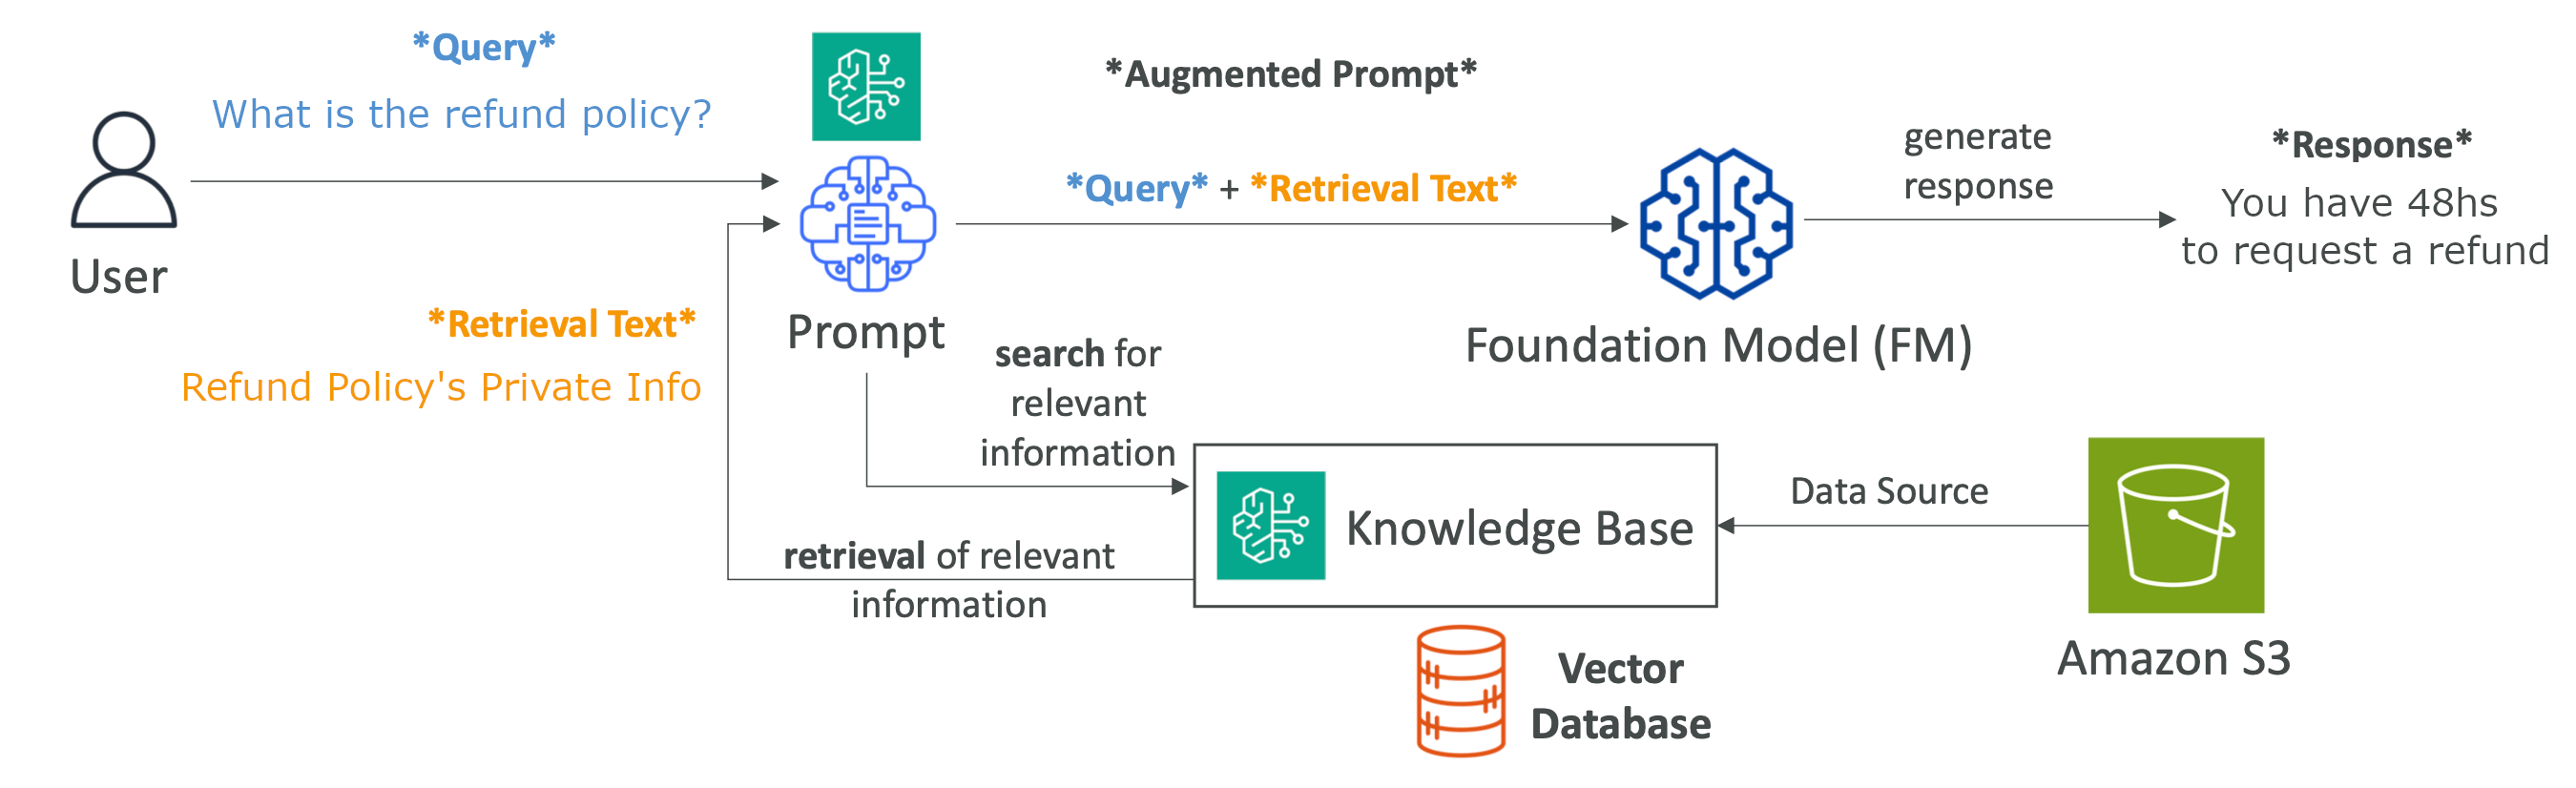 *Query*
What is the refund policy?
User
*Retrieval Text*
Refund Policy's Private Info
Prompt
*Augmented Prompt*
*Query* + *Retrieval Text*
Foundation Model (FM)
generate
response
*Response*
You have 48hs
to request a refund
search for
relevant
information
retrieval of relevant
information
Knowledge Base
Data Source
Amazon S3
Vector
Database